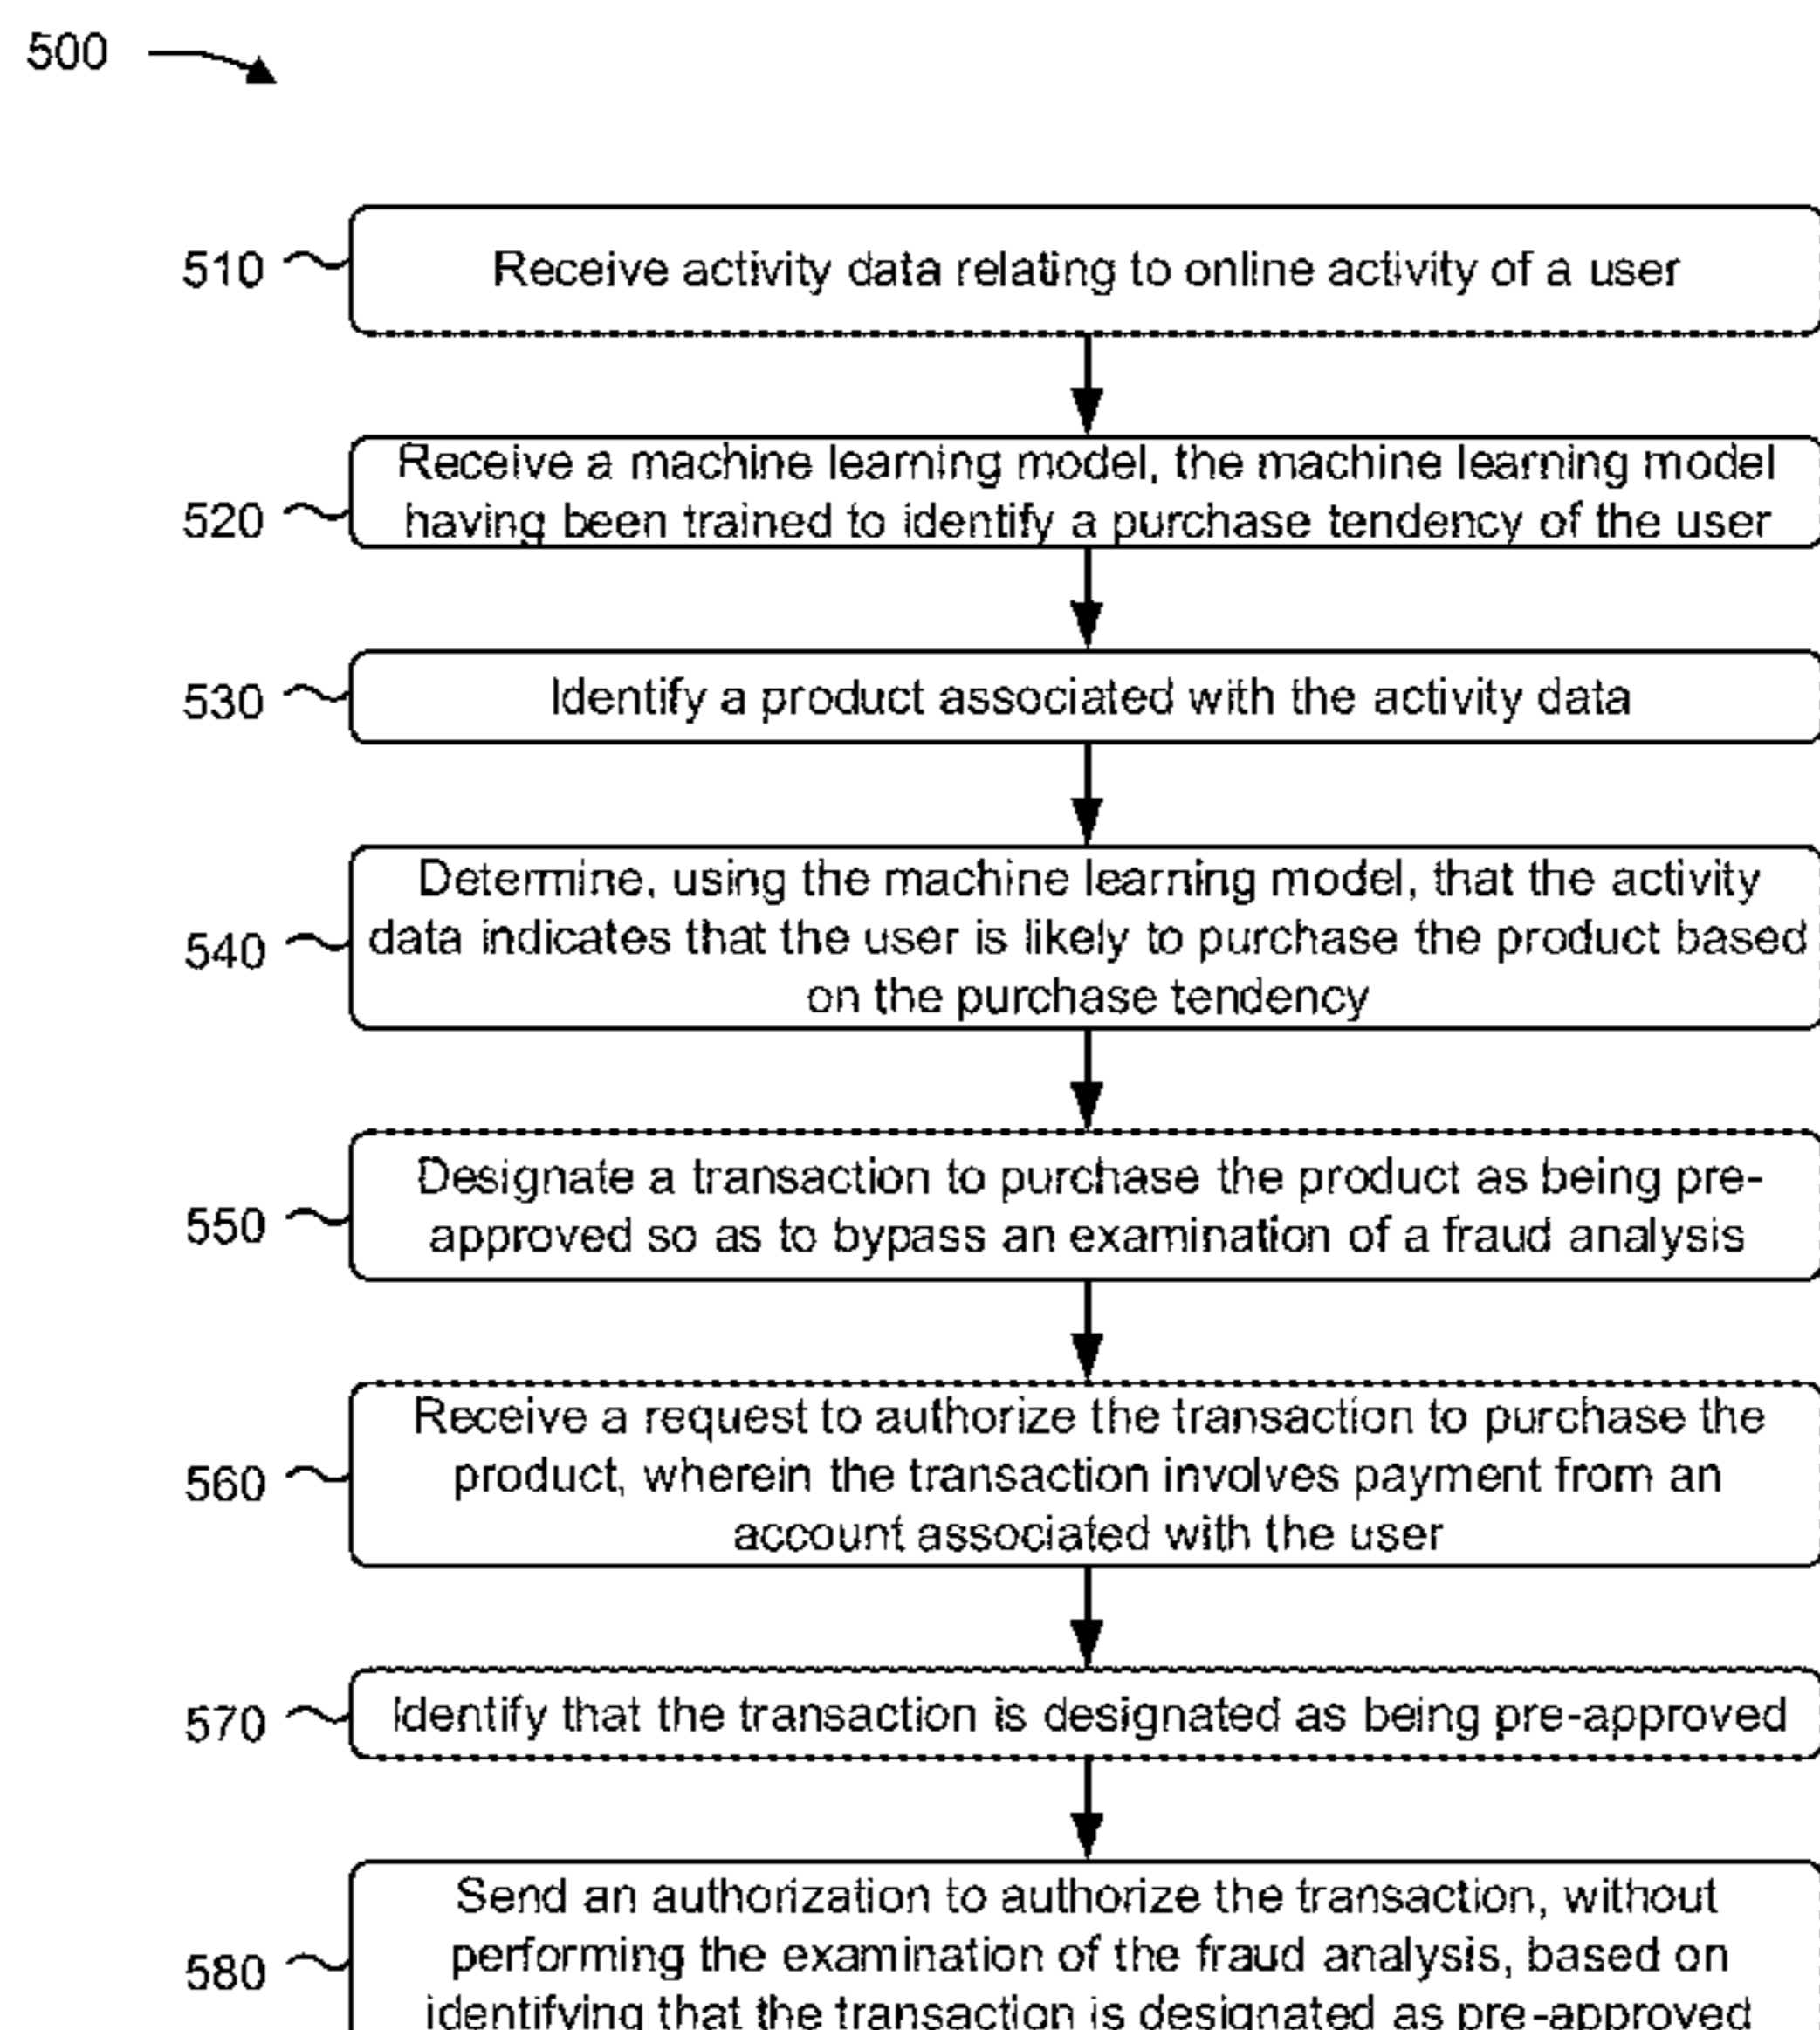 500
510
Receive activity data relating to online activity of a user
520
Receive a machine learning model, the machine learning model
having been trained to identify a purchase tendency of the user
530
Identify a product associated with the activity data
540
Determine, using the machine learning model, that the activity
data indicates that the user is likely to purchase the product based
on the purchase tendency
550
Designate a transaction to purchase the product as being pre-
approved so as to bypass an examination of a fraud analysis
560
Receive a request to authorize the transaction to purchase the
product, wherein the transaction involves payment from an
account associated with the user
570
Identify that the transaction is designated as being pre-approved
580
Send an authorization to authorize the transaction, without
performing the examination of the fraud analysis, based on
identifying that the transaction is designated as pre-approved